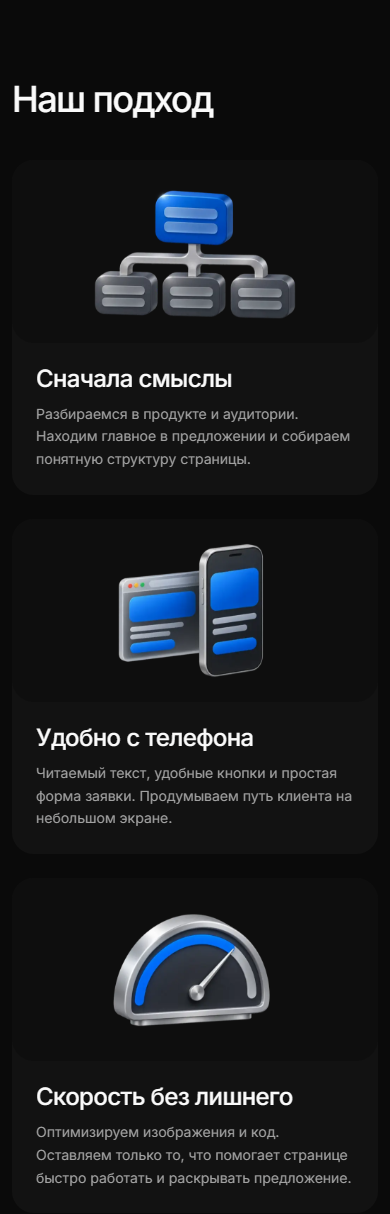 Наш подход
Сначала смыслы
Разбираемся в продукте и аудитории.
Находим главное в предложении и собираем
понятную структуру страницы.
Удобно с телефона
Читаемый текст, удобные кнопки и простая
форма заявки. Продумываем путь клиента на
небольшом экране.
Скорость без лишнего
Оптимизируем изображения и код.
Оставляем только то, что помогает странице
быстро работать и раскрывать предложение.